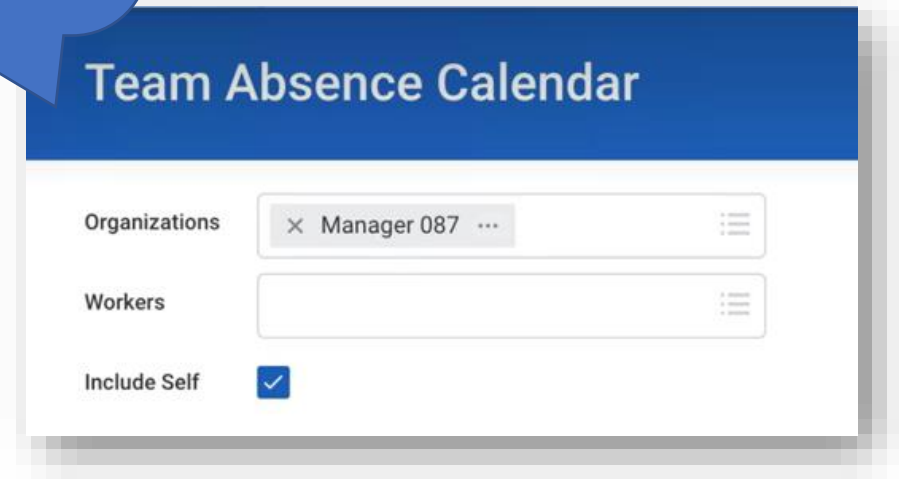 Team Absence Calendar
Organizations
× Manager 087 ···
Workers
Include Self